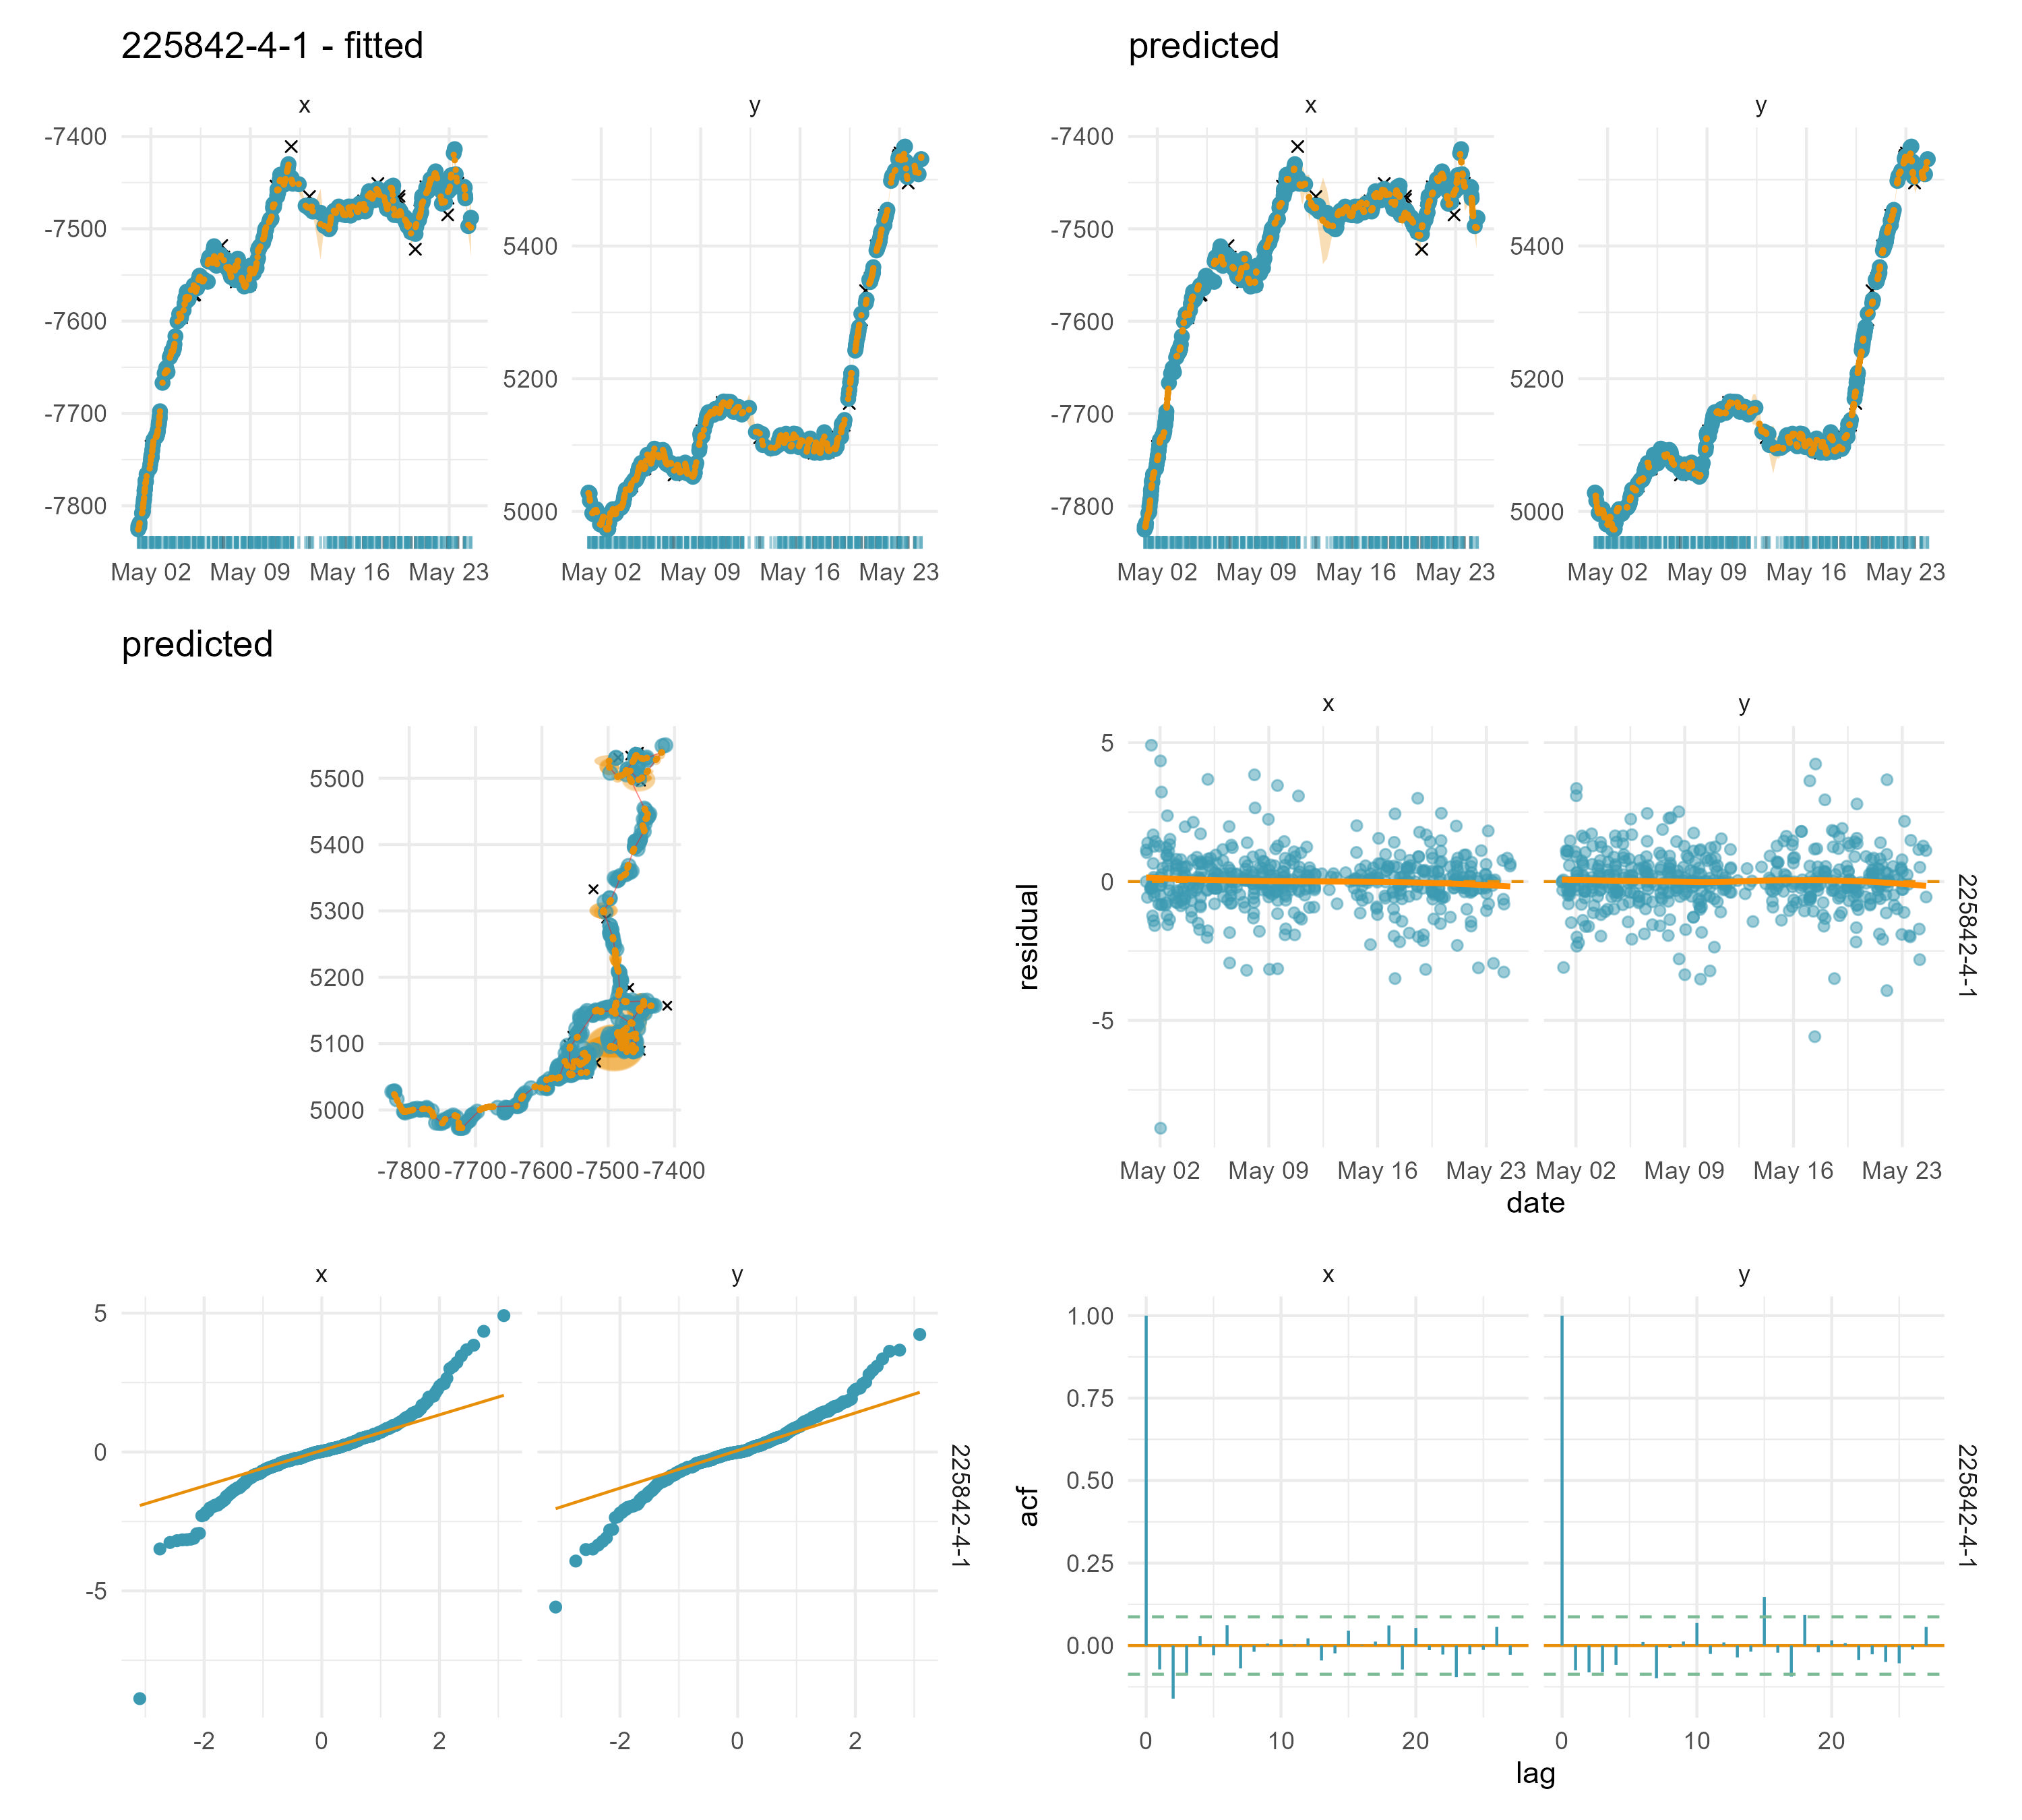 225842-4-1 - fitted
predicted
x
y
x
y
-7400
-7500
-7600
-7700
-7800
5400
5200
5000
-7400
-7500
-7600
-7700
-7800
5400
5200
5000
May 02 May 09 May 16 May 23
May 02 May 09 May 16 May 23
May 02 May 09 May 16 May 23
May 02 May 09 May 16 May 23
predicted
5500
5400
5300
5200
5100
5000
-7800 -7700 -7600 -7500 -7400
x
y
residual
5
0
-5
225842-4-1
May 02 May 09 May 16 May 23
May 02 May 09 May 16 May 23
date
x
y
5
0
-5
225842-4-1
-2 0 2
-2 0 2
x
y
acf
1.00
0.75
0.50
0.25
0.00
225842-4-1
0 10 20
0 10 20
lag